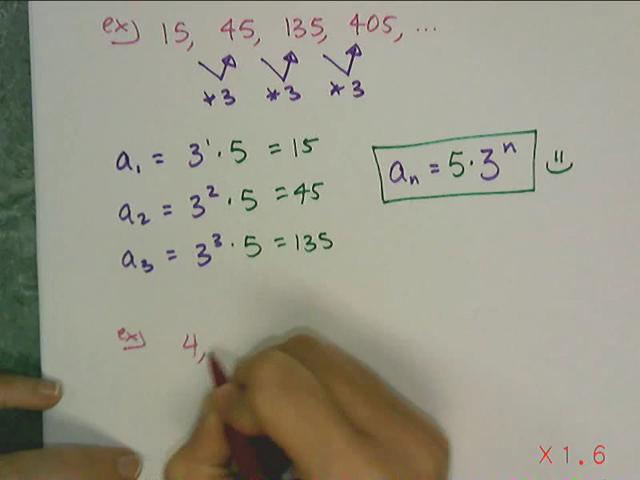 ex) 15, 45, 135, 405, ...
*3 *3 *3
a₁ = 3¹ · 5 = 15
a₂ = 3² · 5 = 45
a₃ = 3³ · 5 = 135
aₙ = 5 · 3ⁿ
ex) 4,
X1.6